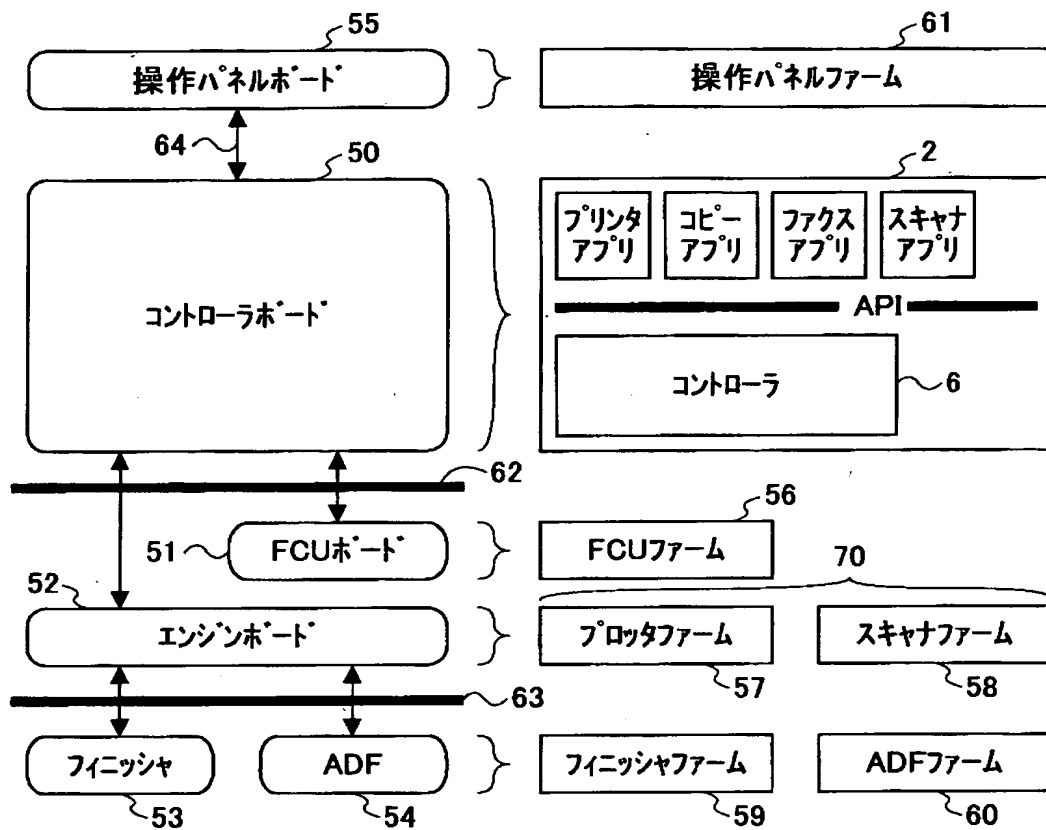 55
操作パネルボード
61
操作パネルファーム
64
50
コントローラボード
2
プリンタ
アプリ
コピー
アプリ
ファクス
アプリ
スキャナ
アプリ
API
コントローラ
6
62
51
FCUボード
56
FCUファーム
70
52
エンジンボード
プロッタファーム
スキャナファーム
57
58
63
フィニッシャ
ADF
フィニッシャファーム
ADFファーム
53
54
59
60